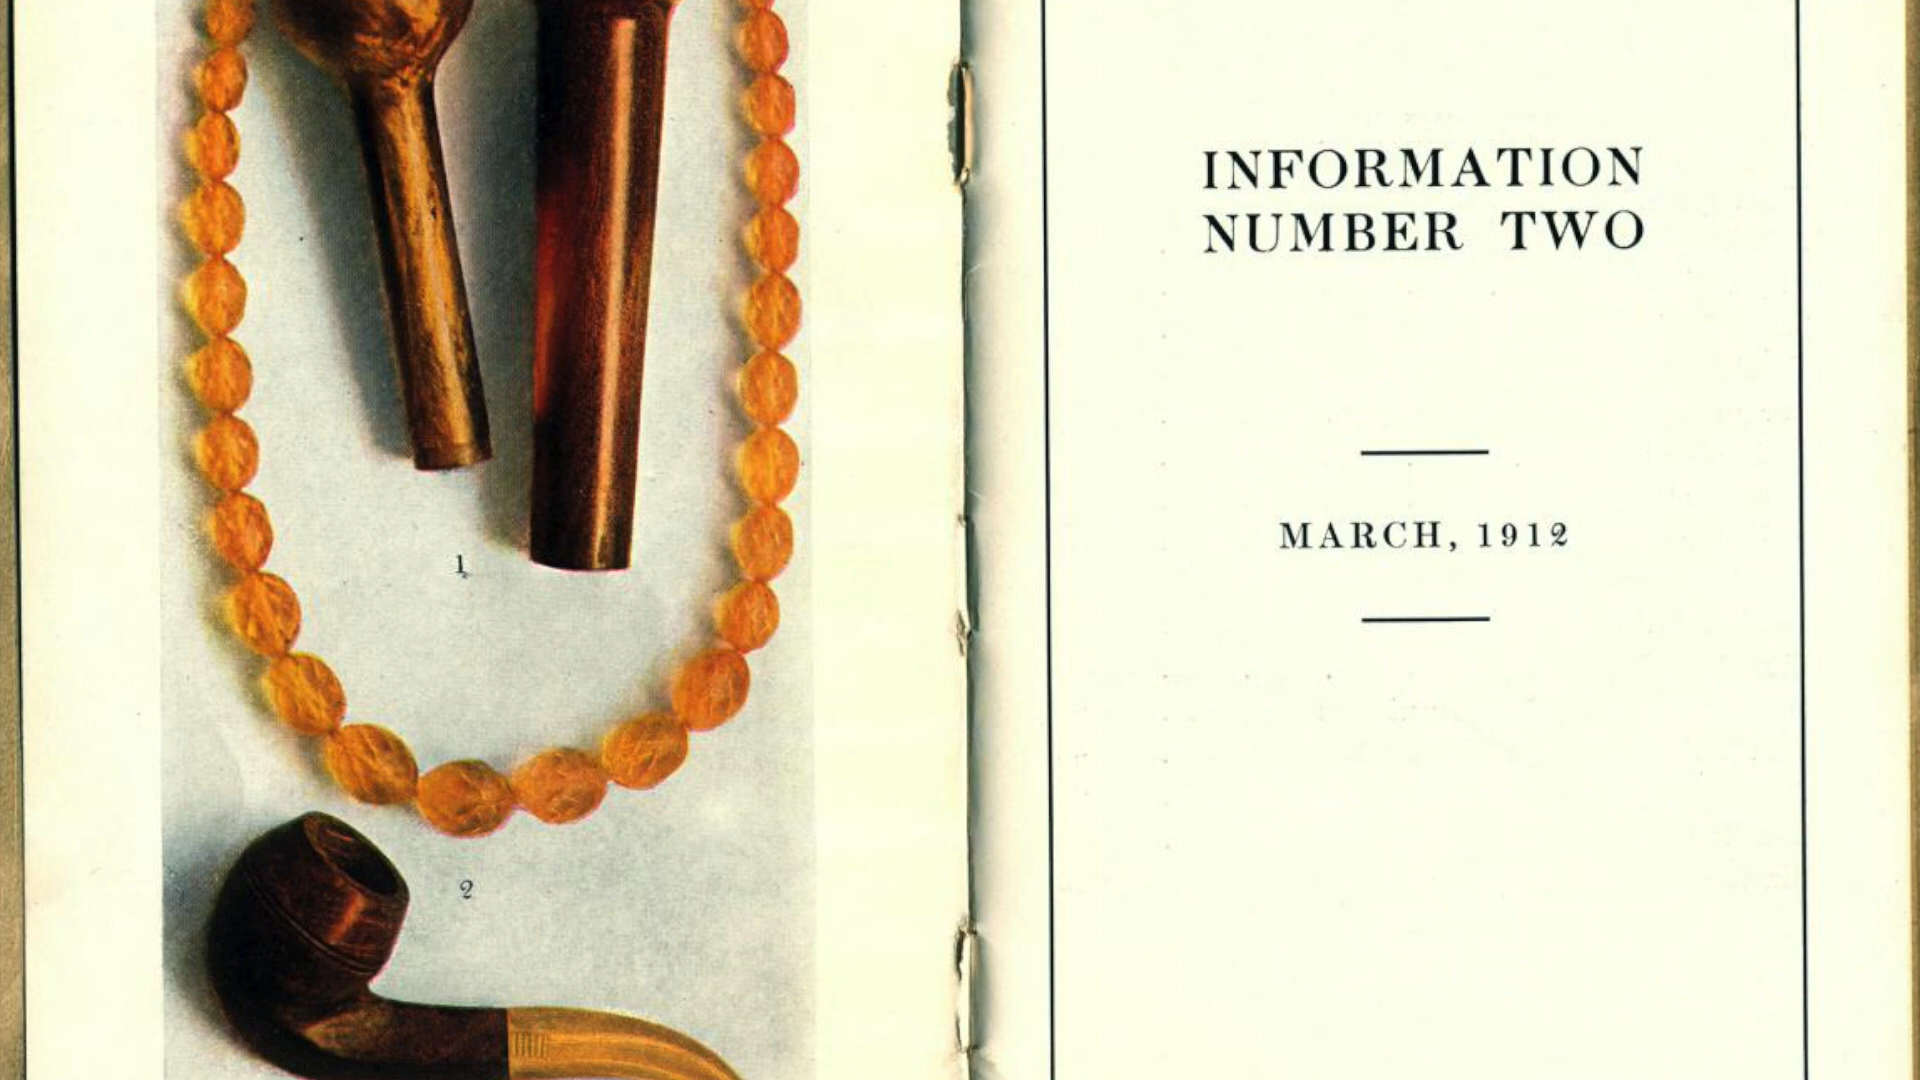 1
2
INFORMATION
NUMBER TWO
MARCH, 1912